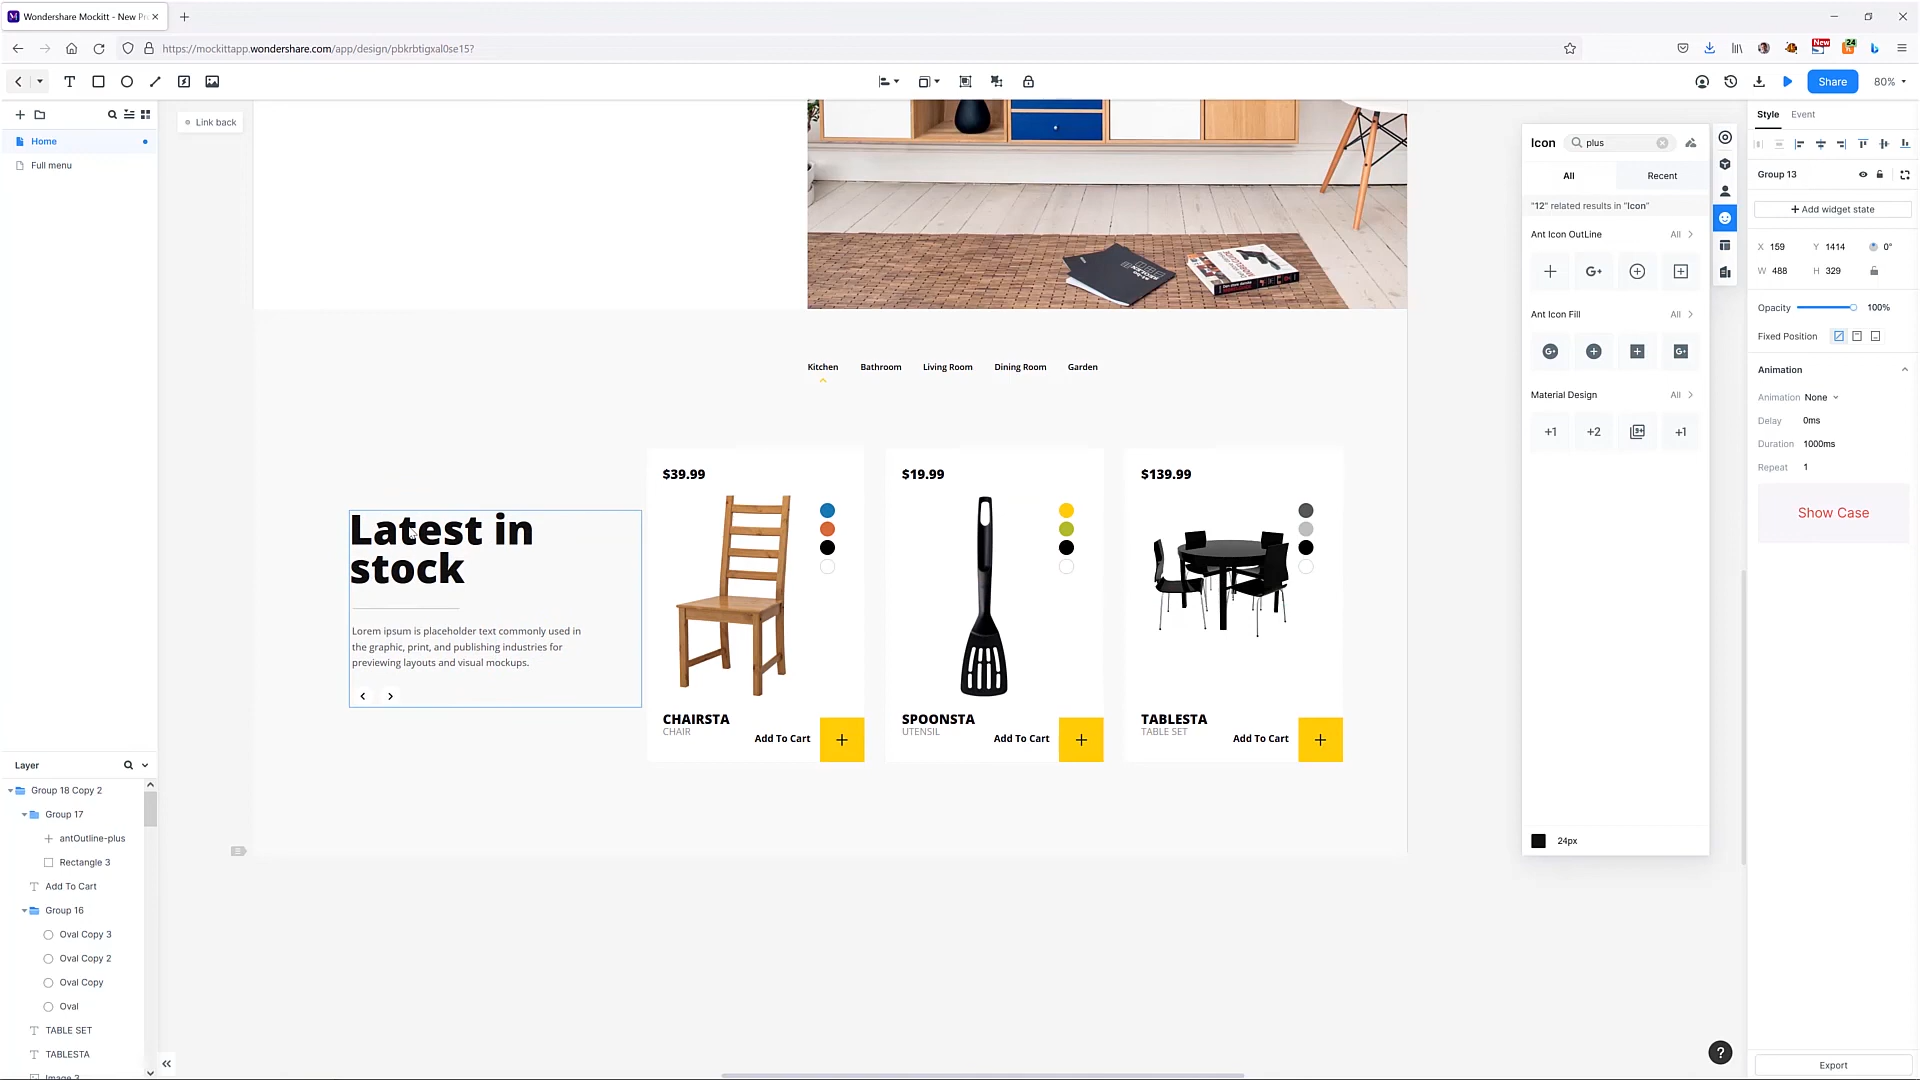 Wondershare Mockitt - New Pr
https://mockittapp.wondershare.com/app/design/pbkrbtigxal0se15?
New
24
Share
80%
Home
Full menu
Link back
Kitchen
Bathroom
Living Room
Dining Room
Garden
Latest in
stock
Lorem ipsum is placeholder text commonly used in
the graphic, print, and publishing industries for
previewing layouts and visual mockups.
$39.99
CHAIRSTA
CHAIR
Add To Cart
$19.99
SPOONSTA
UTENSIL
Add To Cart
$139.99
TABLESTA
TABLE SET
Add To Cart
Icon
plus
All
Recent
"12" related results in "Icon"
Ant Icon OutLine
All
G+
Ant Icon Fill
All
G+
G+
Material Design
All
+1
+2
9+
+1
24px
Style
Event
Group 13
+ Add widget state
X 159
Y 1414
0°
W 488
H 329
Opacity
100%
Fixed Position
Animation
Animation None
Delay 0ms
Duration 1000ms
Repeat 1
Show Case
Export
Layer
Group 18 Copy 2
Group 17
antOutline-plus
Rectangle 3
Add To Cart
Group 16
Oval Copy 3
Oval Copy 2
Oval Copy
Oval
TABLE SET
TABLESTA
Image 3
?